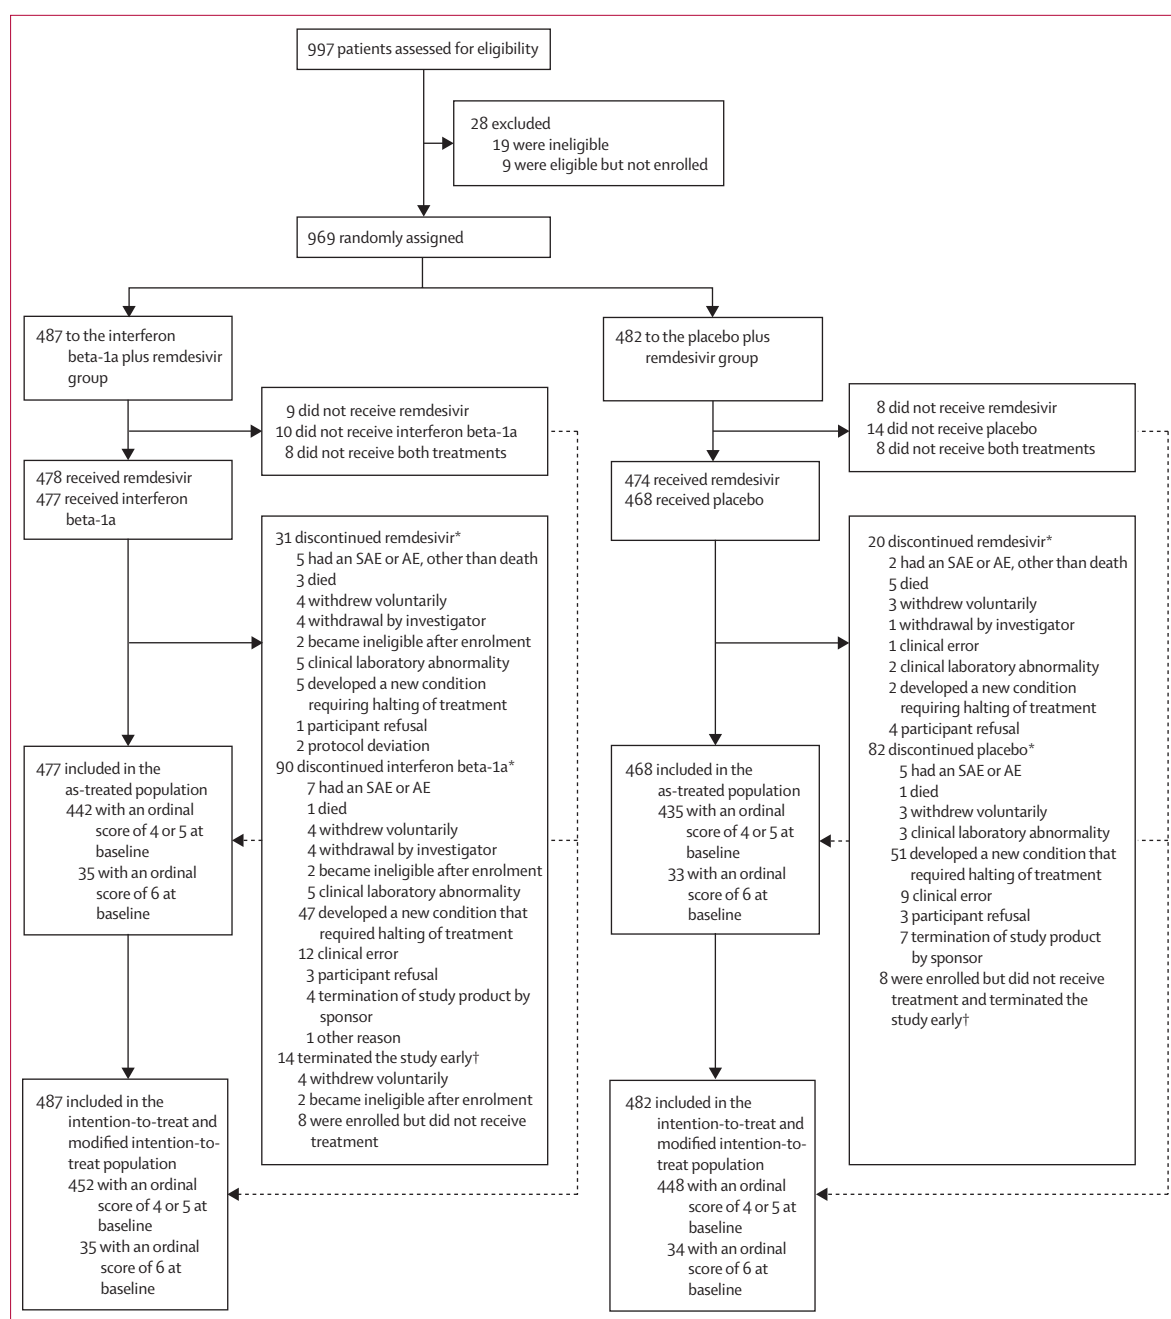 997 patients assessed for eligibility
28 excluded
19 were ineligible
9 were eligible but not enrolled
969 randomly assigned
487 to the interferon
beta-1a plus remdesivir
group
482 to the placebo plus
remdesivir group
9 did not receive remdesivir
10 did not receive interferon beta-1a
8 did not receive both treatments
8 did not receive remdesivir
14 did not receive placebo
8 did not receive both treatments
478 received remdesivir
477 received interferon
beta-1a
474 received remdesivir
468 received placebo
31 discontinued remdesivir*
5 had an SAE or AE, other than death
3 died
4 withdrew voluntarily
4 withdrawal by investigator
2 became ineligible after enrolment
5 clinical laboratory abnormality
5 developed a new condition
requiring halting of treatment
1 participant refusal
2 protocol deviation
90 discontinued interferon beta-1a*
7 had an SAE or AE
1 died
4 withdrew voluntarily
4 withdrawal by investigator
2 became ineligible after enrolment
5 clinical laboratory abnormality
47 developed a new condition that
required halting of treatment
12 clinical error
3 participant refusal
4 termination of study product by
sponsor
1 other reason
14 terminated the study early†
4 withdrew voluntarily
2 became ineligible after enrolment
8 were enrolled but did not receive
treatment
20 discontinued remdesivir*
2 had an SAE or AE, other than death
5 died
3 withdrew voluntarily
1 withdrawal by investigator
1 clinical error
2 clinical laboratory abnormality
2 developed a new condition
requiring halting of treatment
4 participant refusal
82 discontinued placebo*
5 had an SAE or AE
1 died
3 withdrew voluntarily
3 clinical laboratory abnormality
51 developed a new condition that
required halting of treatment
9 clinical error
3 participant refusal
7 termination of study product
by sponsor
8 were enrolled but did not receive
treatment and terminated the
study early†
477 included in the
as-treated population
442 with an ordinal
score of 4 or 5 at
baseline
35 with an ordinal
score of 6 at
baseline
468 included in the
as-treated population
435 with an ordinal
score of 4 or 5 at
baseline
33 with an ordinal
score of 6 at
baseline
487 included in the
intention-to-treat and
modified intention-to-
treat population
452 with an ordinal
score of 4 or 5 at
baseline
35 with an ordinal
score of 6 at
baseline
482 included in the
intention-to-treat and
modified intention-to-
treat population
448 with an ordinal
score of 4 or 5 at
baseline
34 with an ordinal
score of 6 at
baseline